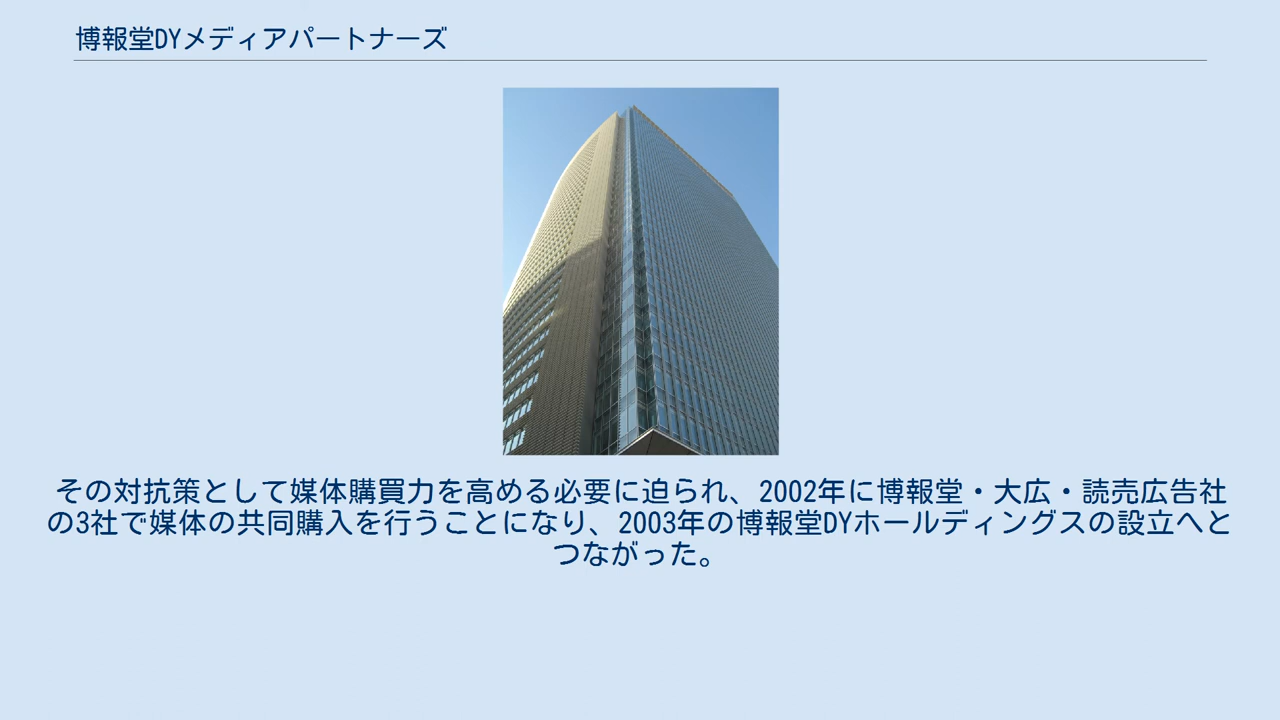 博報堂DYメディアパートナーズ
その対抗策として媒体購買力を高める必要に迫られ、2002年に博報堂・大広・読売広告社
の3社で媒体の共同購入を行うことになり、2003年の博報堂DYホールディングスの設立へと
つながった。